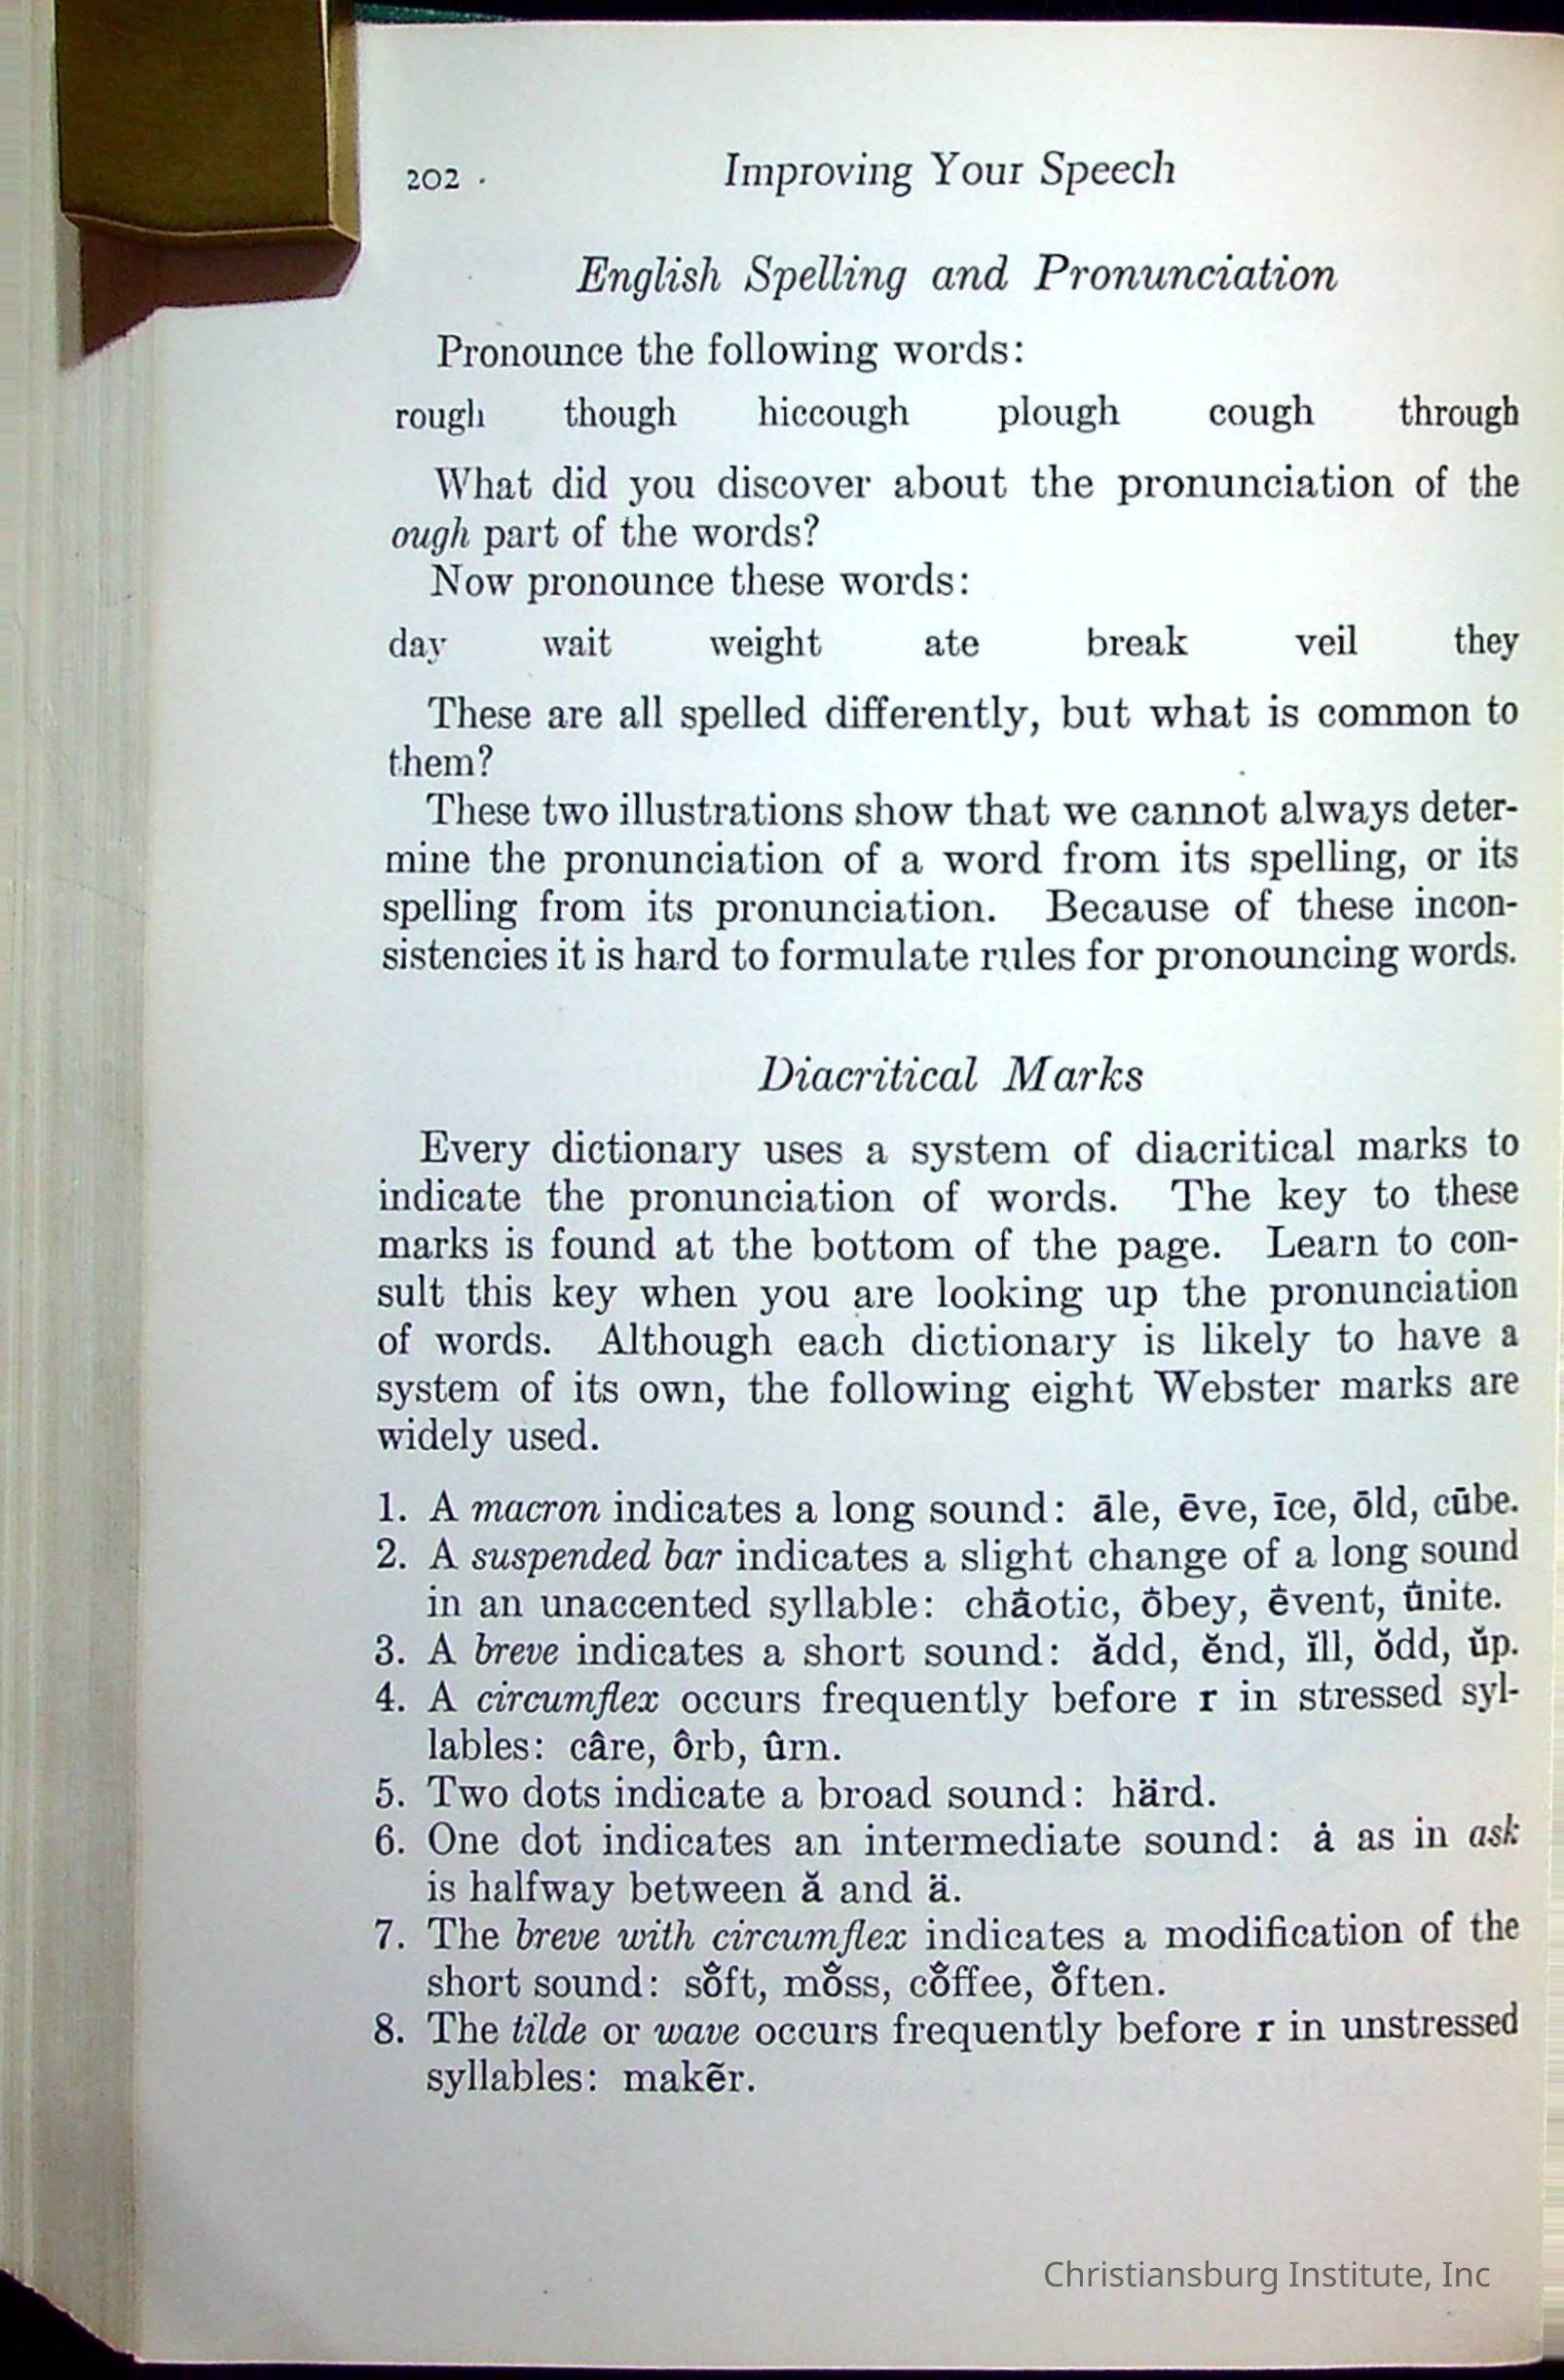 202 · Improving Your Speech
English Spelling and Pronunciation
Pronounce the following words:
rough though hiccough plough cough through
What did you discover about the pronunciation of the
ough part of the words?
Now pronounce these words:
day wait weight ate break veil they
These are all spelled differently, but what is common to
them?
These two illustrations show that we cannot always deter-
mine the pronunciation of a word from its spelling, or its
spelling from its pronunciation. Because of these incon-
sistencies it is hard to formulate rules for pronouncing words.
Diacritical Marks
Every dictionary uses a system of diacritical marks to
indicate the pronunciation of words. The key to these
marks is found at the bottom of the page. Learn to con-
sult this key when you are looking up the pronunciation
of words. Although each dictionary is likely to have a
system of its own, the following eight Webster marks are
widely used.
1. A macron indicates a long sound: āle, ēve, īce, ōld, cūbe.
2. A suspended bar indicates a slight change of a long sound
in an unaccented syllable: chā̇otic, ō̇bey, ē̇vent, ū̇nite.
3. A breve indicates a short sound: ădd, ĕnd, ĭll, ŏdd, ŭp.
4. A circumflex occurs frequently before r in stressed syl-
lables: câre, ôrb, ûrn.
5. Two dots indicate a broad sound: härd.
6. One dot indicates an intermediate sound: ȧ as in ask
is halfway between ă and ä.
7. The breve with circumflex indicates a modification of the
short sound: sŏ̂ft, mŏ̂ss, cŏ̂ffee, ŏ̂ften.
8. The tilde or wave occurs frequently before r in unstressed
syllables: makẽr.
Christiansburg Institute, Inc